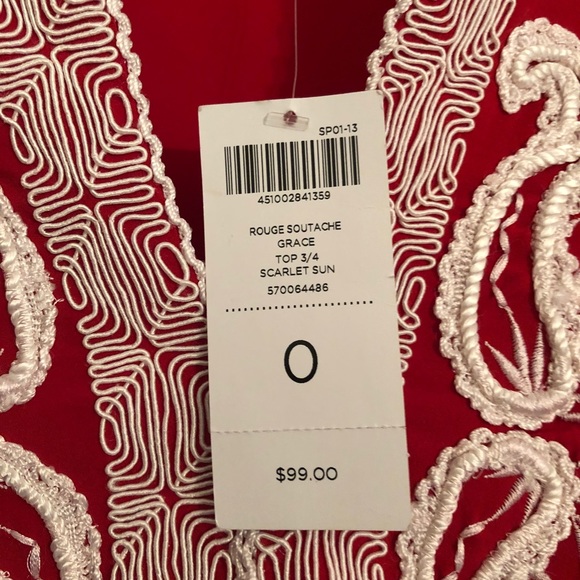 SP01-13
451002841359
ROUGE SOUTACHE
GRACE
TOP 3/4
SCARLET SUN
570064486
0
$99.00